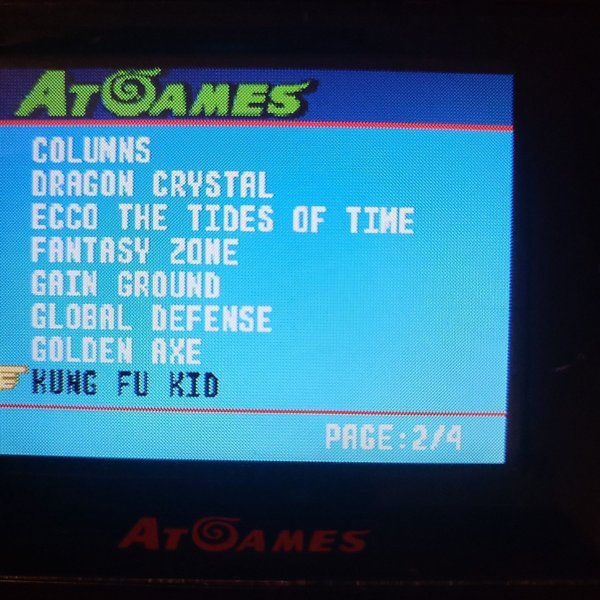 ATGAMES
COLUMNS
DRAGON CRYSTAL
ECCO THE TIDES OF TIME
FANTASY ZONE
GAIN GROUND
GLOBAL DEFENSE
GOLDEN AXE
KUNG FU KID
PAGE:2/4
ATGAMES